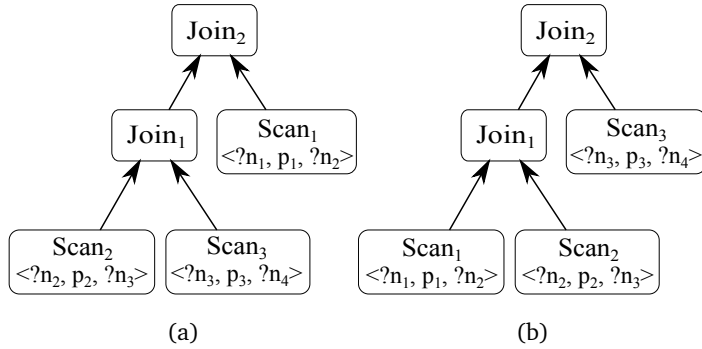 Join₂
Join₁
Scan₁
<?n₁, p₁, ?n₂>
Scan₂
<?n₂, p₂, ?n₃>
Scan₃
<?n₃, p₃, ?n₄>
(a)
Join₂
Join₁
Scan₃
<?n₃, p₃, ?n₄>
Scan₁
<?n₁, p₁, ?n₂>
Scan₂
<?n₂, p₂, ?n₃>
(b)